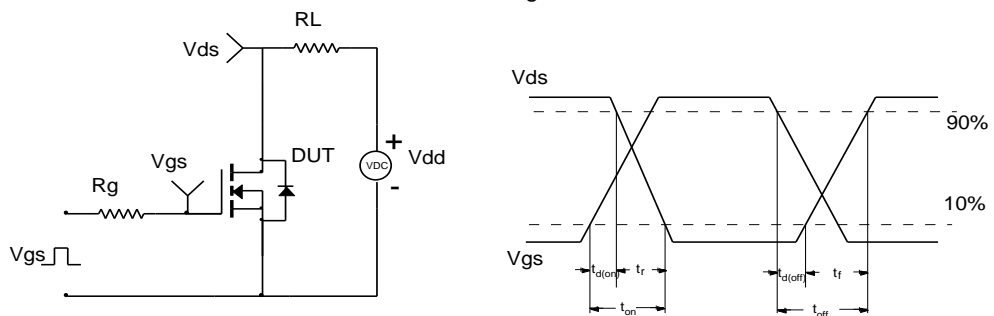 RL
Vds
Vgs
DUT
+
VDC
Vdd
-
Rg
Vgs
Vds
90%
10%
Vgs
td(on)
tr
td(off)
tf
ton
toff